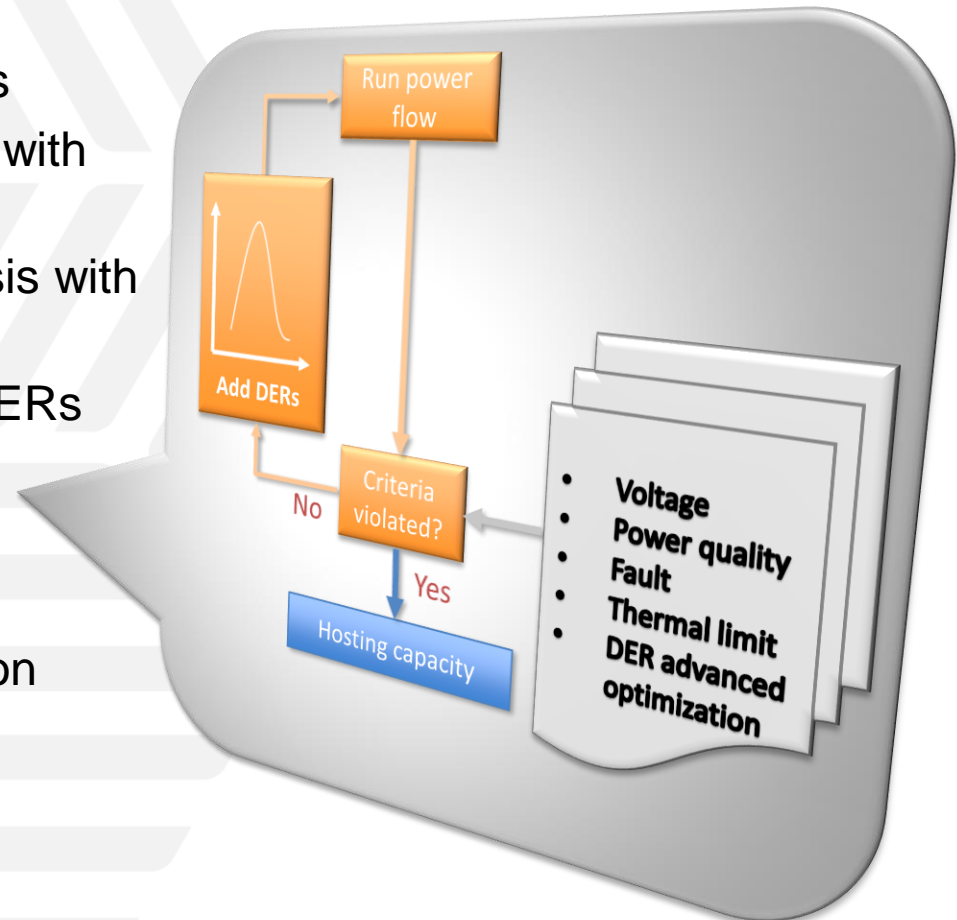 s
with
sis with
ERs
on
Run power
flow
Add DERs
Criteria
violated?
No
Yes
Hosting capacity
• Voltage
• Power quality
• Fault
• Thermal limit
• DER advanced
optimization